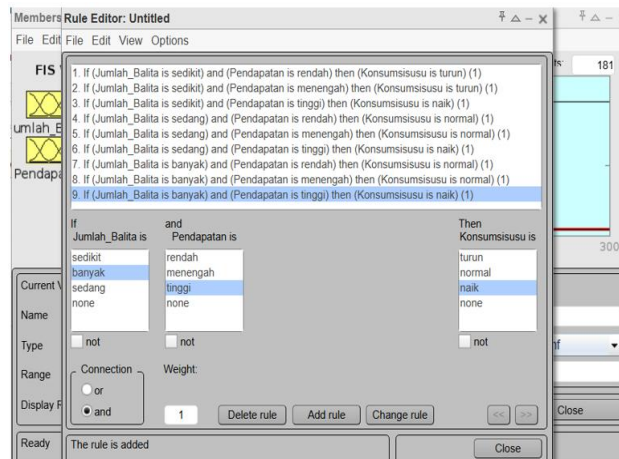 Members
Rule Editor: Untitled
File Edit
File Edit View Options
FIS
181
umlah_B
Pendapa
300
1. If (Jumlah_Balita is sedikit) and (Pendapatan is rendah) then (Konsumsisusu is turun) (1)
2. If (Jumlah_Balita is sedikit) and (Pendapatan is menengah) then (Konsumsisusu is turun) (1)
3. If (Jumlah_Balita is sedikit) and (Pendapatan is tinggi) then (Konsumsisusu is naik) (1)
4. If (Jumlah_Balita is sedang) and (Pendapatan is rendah) then (Konsumsisusu is normal) (1)
5. If (Jumlah_Balita is sedang) and (Pendapatan is menengah) then (Konsumsisusu is normal) (1)
6. If (Jumlah_Balita is sedang) and (Pendapatan is tinggi) then (Konsumsisusu is naik) (1)
7. If (Jumlah_Balita is banyak) and (Pendapatan is rendah) then (Konsumsisusu is normal) (1)
8. If (Jumlah_Balita is banyak) and (Pendapatan is menengah) then (Konsumsisusu is normal) (1)
9. If (Jumlah_Balita is banyak) and (Pendapatan is tinggi) then (Konsumsisusu is naik) (1)
If and Then
Jumlah_Balita is Pendapatan is Konsumsisusu is
sedikit rendah turun
banyak menengah normal
sedang tinggi naik
none none none
not not not
Current V
Name
Type
Range
Display R
Connection Weight:
or
and 1 Delete rule Add rule Change rule << >>
Close
Ready
The rule is added Close